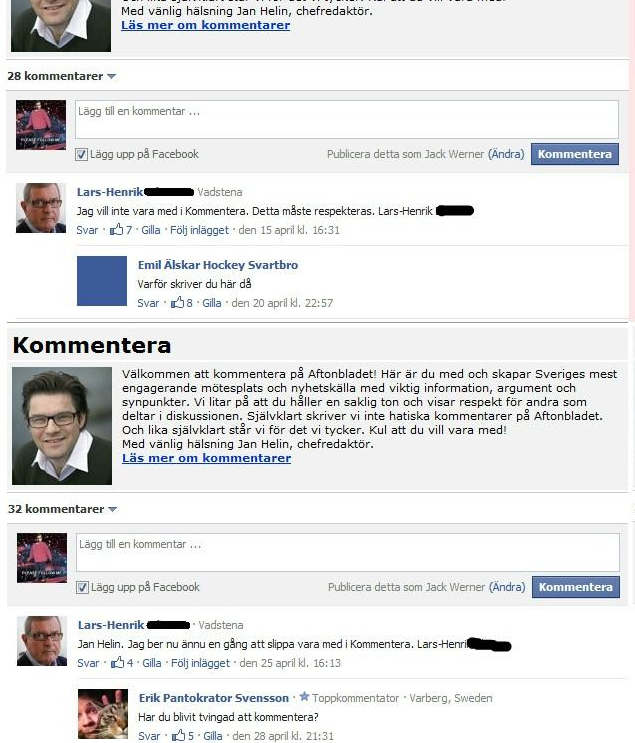 Med vänlig hälsning Jan Helin, chefredaktör.
Läs mer om kommentarer
28 kommentarer
Lägg till en kommentar ...
PLEASE FOLLOW ME
Lägg upp på Facebook
Publicera detta som Jack Werner (Ändra)
Kommentera
Lars-Henrik · Vadstena
Jag vill inte vara med i Kommentera. Detta måste respekteras. Lars-Henrik
Svar · 7 · Gilla · Följ inlägget · den 15 april kl. 16:31
Emil Älskar Hockey Svartbro
Varför skriver du här då
Svar · 8 · Gilla · den 20 april kl. 22:57
Kommentera
Välkommen att kommentera på Aftonbladet! Här är du med och skapar Sveriges mest
engagerande mötesplats och nyhetskälla med viktig information, argument och
synpunkter. Vi litar på att du håller en saklig ton och visar respekt för andra som
deltar i diskussionen. Självklart skriver vi inte hatiska kommentarer på Aftonbladet.
Och lika självklart står vi för det vi tycker. Kul att du vill vara med!
Med vänlig hälsning Jan Helin, chefredaktör.
Läs mer om kommentarer
32 kommentarer
Lägg till en kommentar ...
PLEASE FOLLOW ME
Lägg upp på Facebook
Publicera detta som Jack Werner (Ändra)
Kommentera
Lars-Henrik · Vadstena
Jan Helin. Jag ber nu ännu en gång att slippa vara med i Kommentera. Lars-Henri
Svar · 4 · Gilla · Följ inlägget · den 25 april kl. 16:13
Erik Pantokrator Svensson · Toppkommentator · Varberg, Sweden
Har du blivit tvingad att kommentera?
Svar · 5 · Gilla · den 28 april kl. 21:31